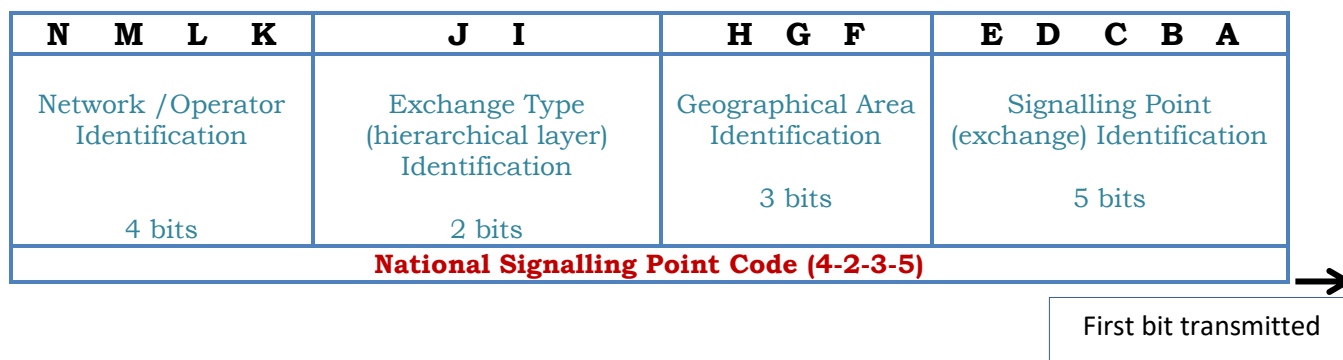 N M L K
J I
H G F
E D C B A
Network /Operator
Identification
4 bits
Exchange Type
(hierarchical layer)
Identification
2 bits
Geographical Area
Identification
3 bits
Signalling Point
(exchange) Identification
5 bits
National Signalling Point Code (4-2-3-5)
First bit transmitted